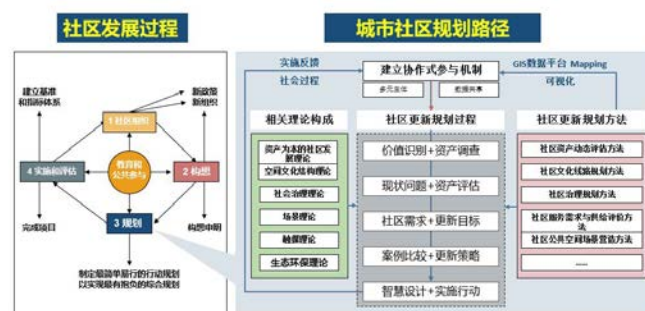 社区发展过程
城市社区规划路径
建立基准
和指标体系
新政策
新组织
1 社区组织
教育和
公共参与
4 实施和评估
2 构想
3 规划
完成项目
构想申明
制定最简单易行的行动规划
以实现最有抱负的综合规划
实施反馈
社会过程
建立协作式参与机制
多元主体
数据共享
GIS数据平台 Mapping
可视化
相关理论构成
资产为本的社区发
展理论
空间文化结构理论
社会治理理论
场景理论
触媒理论
生态环保理论
社区更新规划过程
价值识别+资产调查
现状问题+资产评估
社区需求+更新目标
案例比较+更新策略
智慧设计+实施行动
社区更新规划方法
社区资产动态评估方法
社区文化线路规划方法
社区治理规划方法
社区服务需求与供给评价方
法
社区公共空间场景营造方法
……